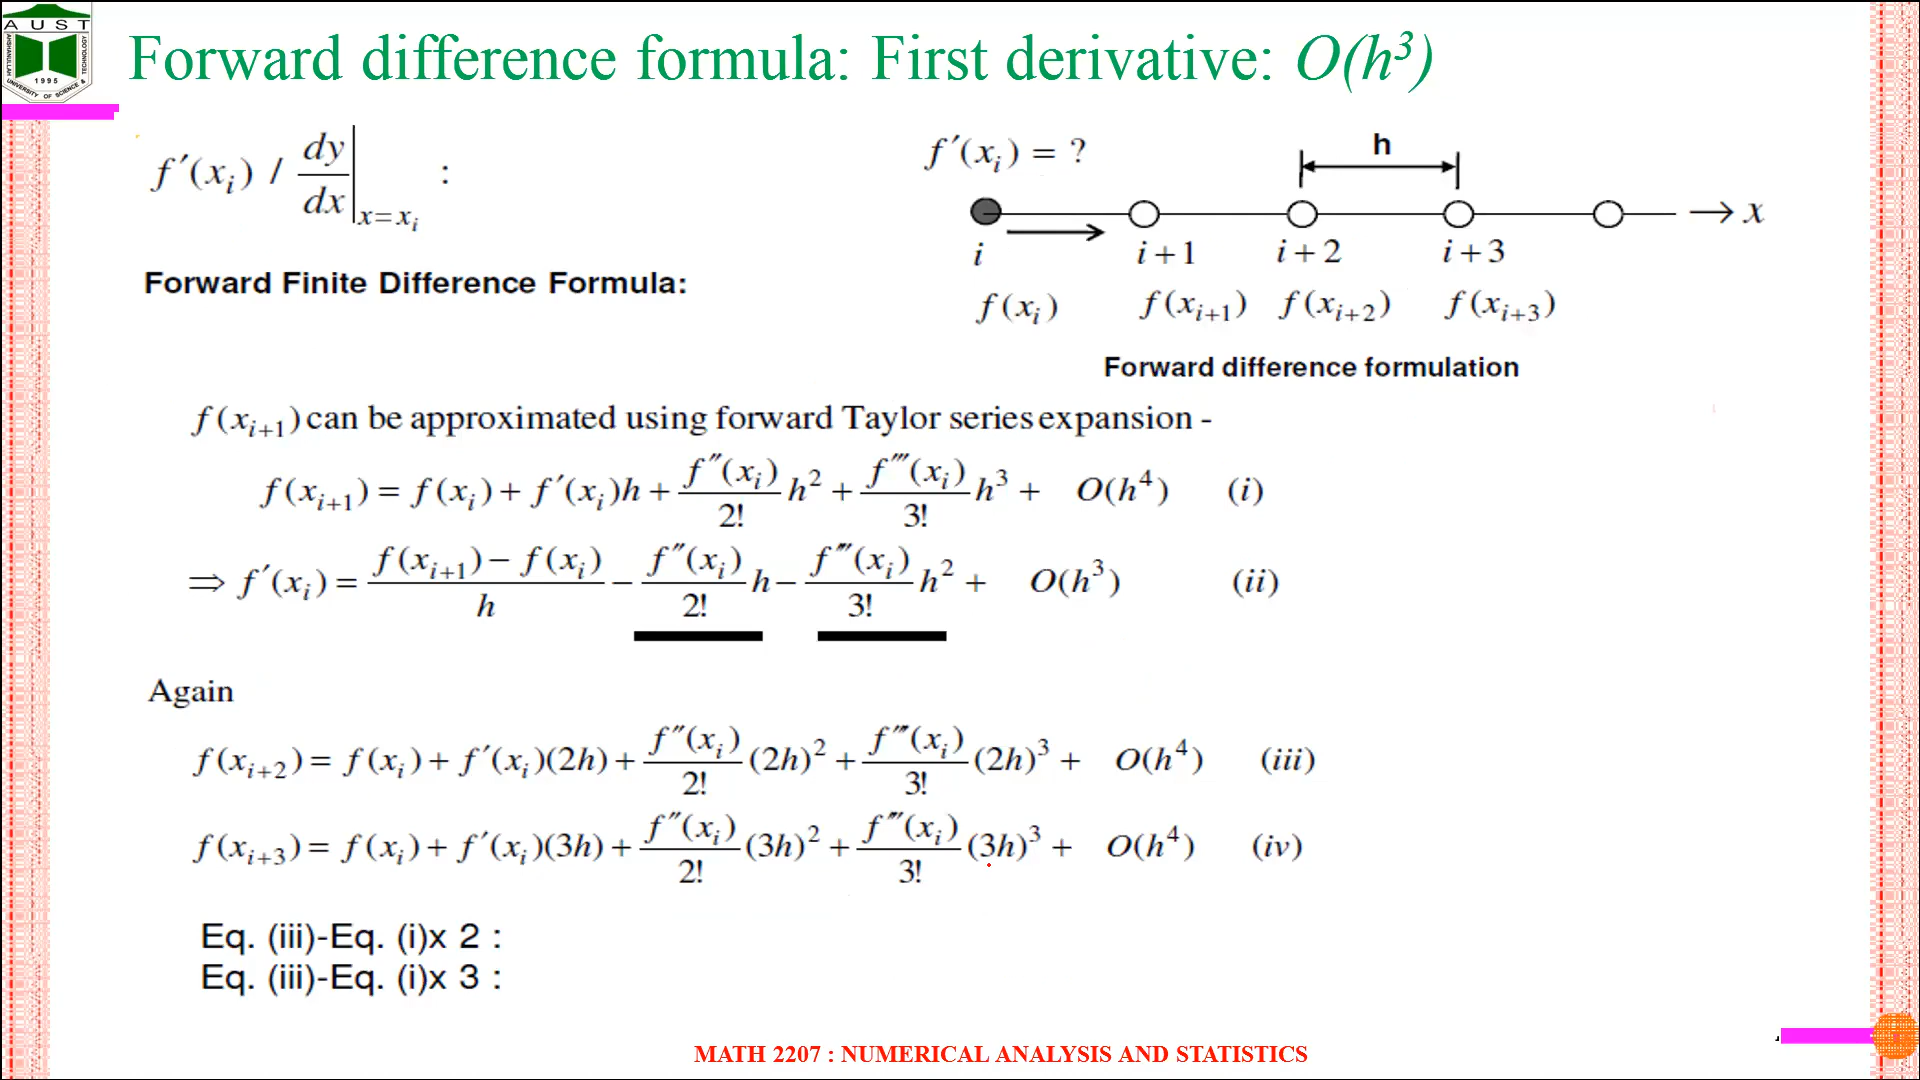 AUST
AHSANULLAH UNIVERSITY OF SCIENCE & TECHNOLOGY
1995
Forward difference formula: First derivative: O(h³)
f′(xᵢ) / dy/dx |ₓ₌ₓᵢ :
f′(xᵢ) = ?
h
→ x
i i+1 i+2 i+3
f(xᵢ) f(xᵢ₊₁) f(xᵢ₊₂) f(xᵢ₊₃)
Forward Finite Difference Formula:
Forward difference formulation
f(xᵢ₊₁) can be approximated using forward Taylor series expansion -
f(xᵢ₊₁) = f(xᵢ) + f′(xᵢ)h + f″(xᵢ)/2! h² + f‴(xᵢ)/3! h³ + O(h⁴) (i)
⇒ f′(xᵢ) = f(xᵢ₊₁) − f(xᵢ)/h − f″(xᵢ)/2! h − f‴(xᵢ)/3! h² + O(h³) (ii)
Again
f(xᵢ₊₂) = f(xᵢ) + f′(xᵢ)(2h) + f″(xᵢ)/2! (2h)² + f‴(xᵢ)/3! (2h)³ + O(h⁴) (iii)
f(xᵢ₊₃) = f(xᵢ) + f′(xᵢ)(3h) + f″(xᵢ)/2! (3h)² + f‴(xᵢ)/3! (3h)³ + O(h⁴) (iv)
Eq. (iii)-Eq. (i)x 2 :
Eq. (iii)-Eq. (i)x 3 :
MATH 2207 : NUMERICAL ANALYSIS AND STATISTICS